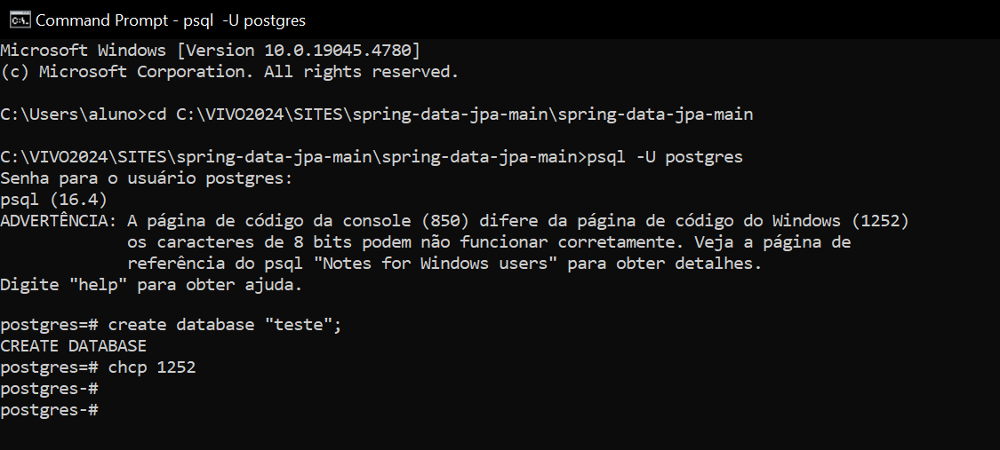 Command Prompt - psql  -U postgres
Microsoft Windows [Version 10.0.19045.4780]
(c) Microsoft Corporation. All rights reserved.
C:\Users\aluno>cd C:\VIVO2024\SITES\spring-data-jpa-main\spring-data-jpa-main
C:\VIVO2024\SITES\spring-data-jpa-main\spring-data-jpa-main>psql -U postgres
Senha para o usuário postgres:
psql (16.4)
ADVERTÊNCIA: A página de código da console (850) difere da página de código do Windows (1252)
             os caracteres de 8 bits podem não funcionar corretamente. Veja a página de
             referência do psql "Notes for Windows users" para obter detalhes.
Digite "help" para obter ajuda.
postgres=# create database "teste";
CREATE DATABASE
postgres=# chcp 1252
postgres-#
postgres-#